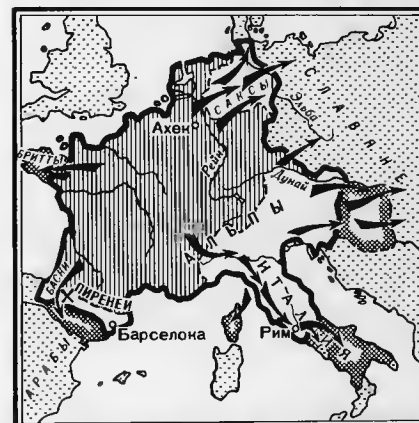 САКСЫ
СЛАВЯНЕ
Эльба
Ахен
Рейн
БРИТТЫ
Дунай
АЛЬПЫ
БАСКИ
ПИРЕНЕИ
ИТАЛИЯ
Барселона
Рим
АРАБЫ